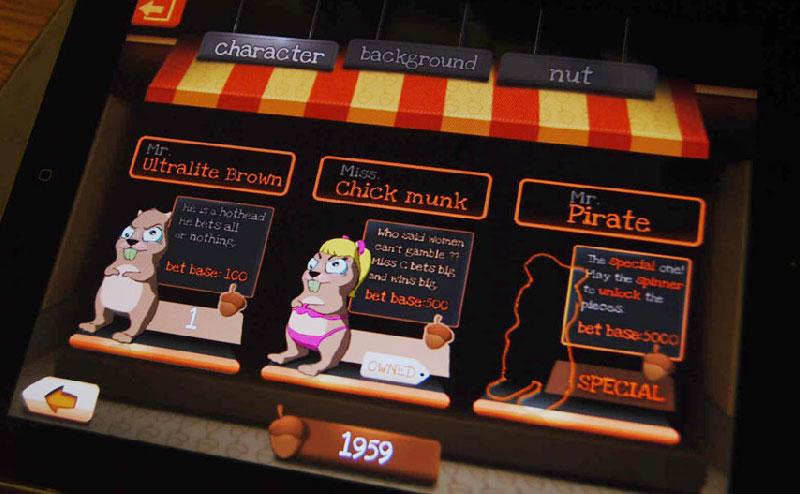 character
background
nut
Mr.
Ultralite Brown
He is a hothead
He bets all
or nothing.
bet base:100
1
Miss.
Chick munk
Who said women
can't gamble ??
Miss C bets big
and wins big
bet base:500
OWNED
Mr.
Pirate
The special one!
May the spinner
to unlock the
pieces.
bet base:5000
SPECIAL
1959